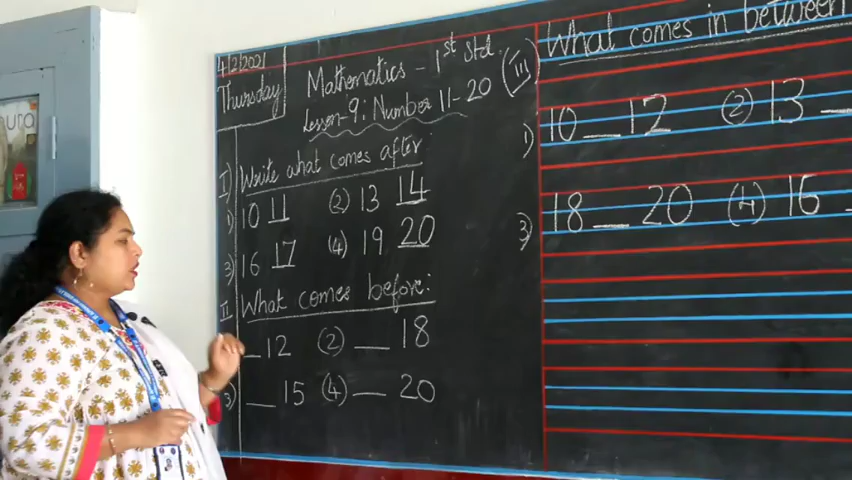 4/2/2021
Thursday
Mathematics - 1st Std
Lesson-9: Number 11-20
I) Write what comes after
1) 10 11 (2) 13 14
3) 16 17 (4) 19 20
II What comes before:
__ 12 (2) __ 18
3) __ 15 (4) __ 20
(III) What comes in between
1) 10 __ 12 (2) 13 __
3) 18 __ 20 (4) 16 _